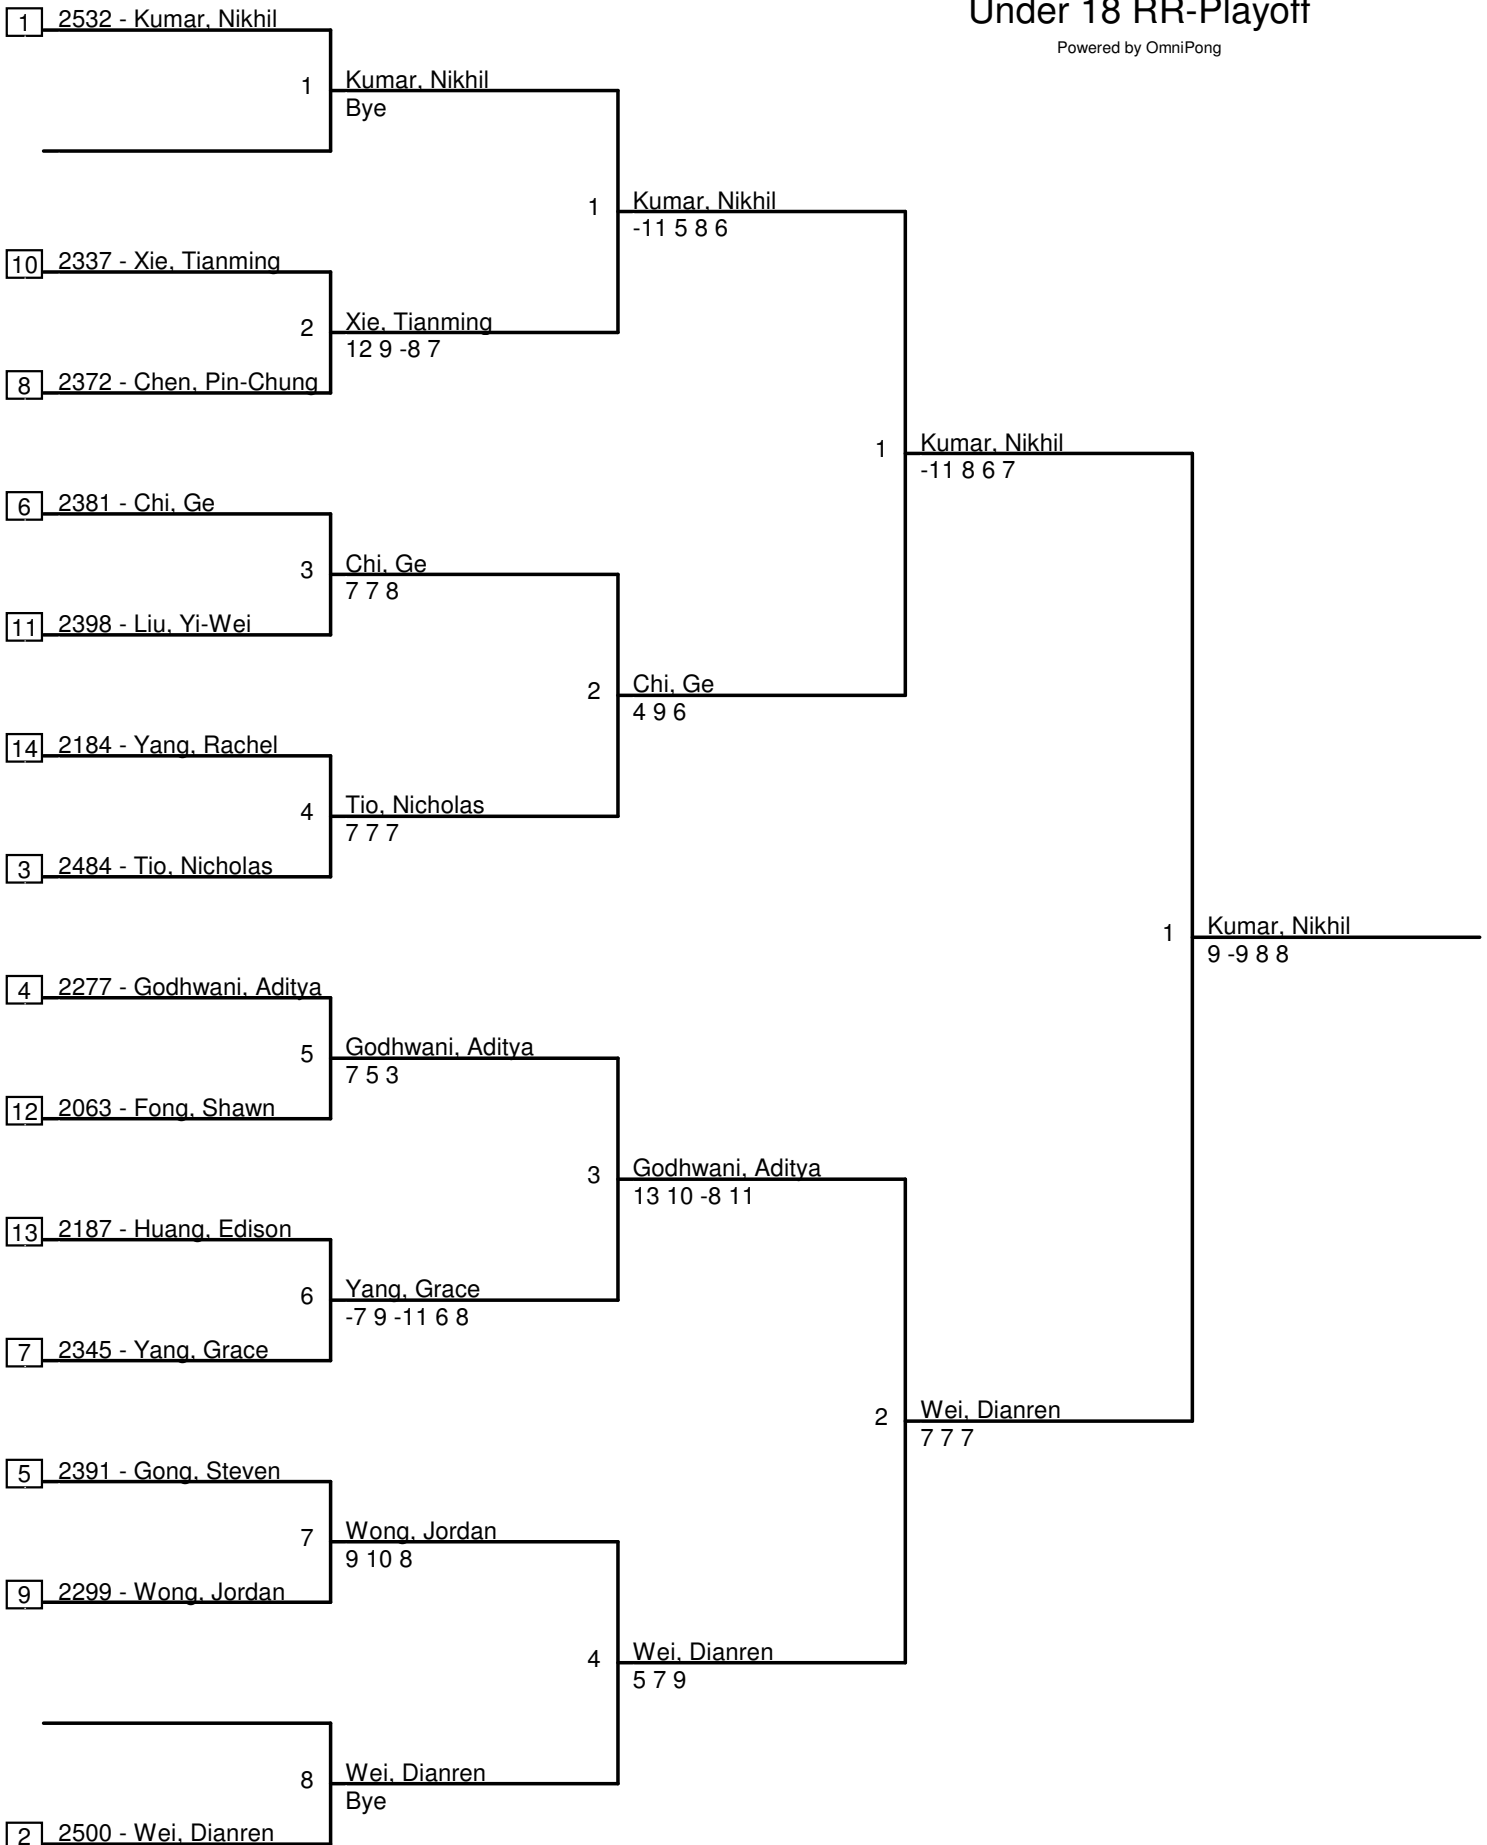 Under 18 RR-Playoff
Powered by OmniPong
1 2532 - Kumar, Nikhil
1 Kumar, Nikhil
Bye
1 Kumar, Nikhil
-11 5 8 6
10 2337 - Xie, Tianming
2 Xie, Tianming
12 9 -8 7
8 2372 - Chen, Pin-Chung
1 Kumar, Nikhil
-11 8 6 7
6 2381 - Chi, Ge
3 Chi, Ge
7 7 8
11 2398 - Liu, Yi-Wei
2 Chi, Ge
4 9 6
14 2184 - Yang, Rachel
4 Tio, Nicholas
7 7 7
3 2484 - Tio, Nicholas
1 Kumar, Nikhil
9 -9 8 8
4 2277 - Godhwani, Aditya
5 Godhwani, Aditya
7 5 3
12 2063 - Fong, Shawn
3 Godhwani, Aditya
13 10 -8 11
13 2187 - Huang, Edison
6 Yang, Grace
-7 9 -11 6 8
7 2345 - Yang, Grace
2 Wei, Dianren
7 7 7
5 2391 - Gong, Steven
7 Wong, Jordan
9 10 8
9 2299 - Wong, Jordan
4 Wei, Dianren
5 7 9
8 Wei, Dianren
Bye
2 2500 - Wei, Dianren